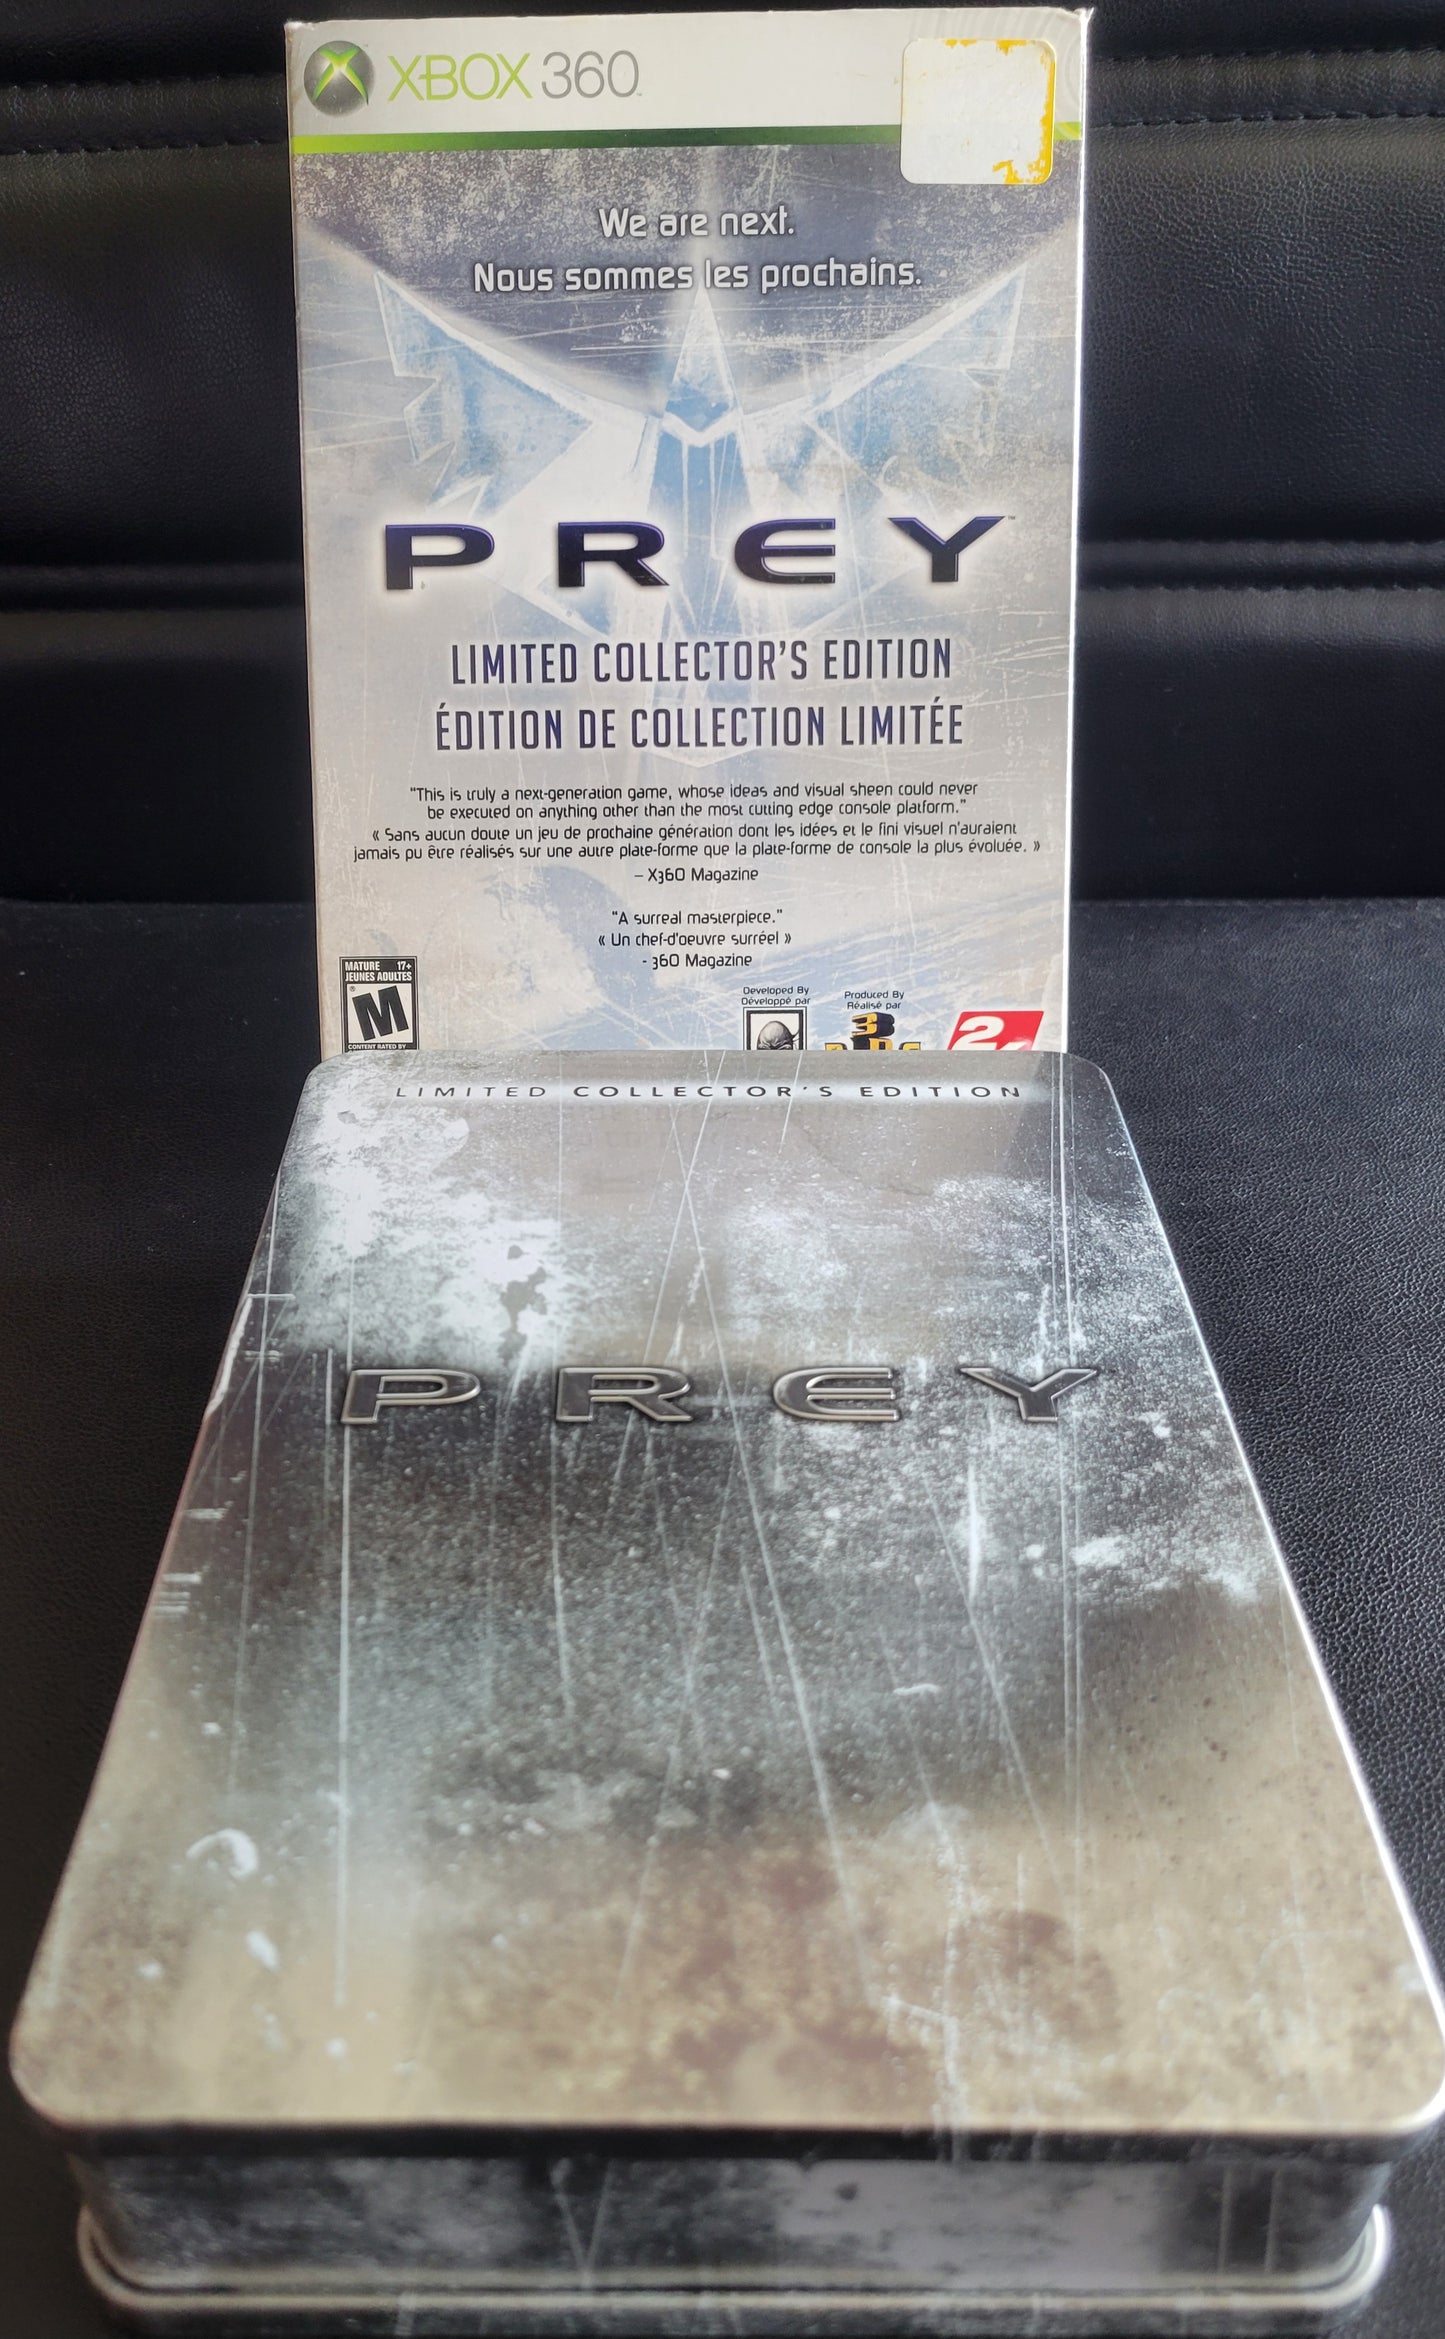 XBOX 360
We are next.
Nous sommes les prochains.
PREY™
LIMITED COLLECTOR'S EDITION
ÉDITION DE COLLECTION LIMITÉE
"This is truly a next-generation game, whose ideas and visual sheen could never
be executed on anything other than the most cutting edge console platform."
« Sans aucun doute un jeu de prochaine génération dont les idées et le fini visuel n'auraient
jamais pu être réalisés sur une autre plate-forme que la plate-forme de console la plus évoluée. »
– X360 Magazine
"A surreal masterpiece."
« Un chef-d'oeuvre surréel »
- 360 Magazine
MATURE 17+
JEUNES ADULTES
M
CONTENT RATED BY
Developed By
Développé par
Produced By
Réalisé par
3
2
LIMITED COLLECTOR'S EDITION
PREY